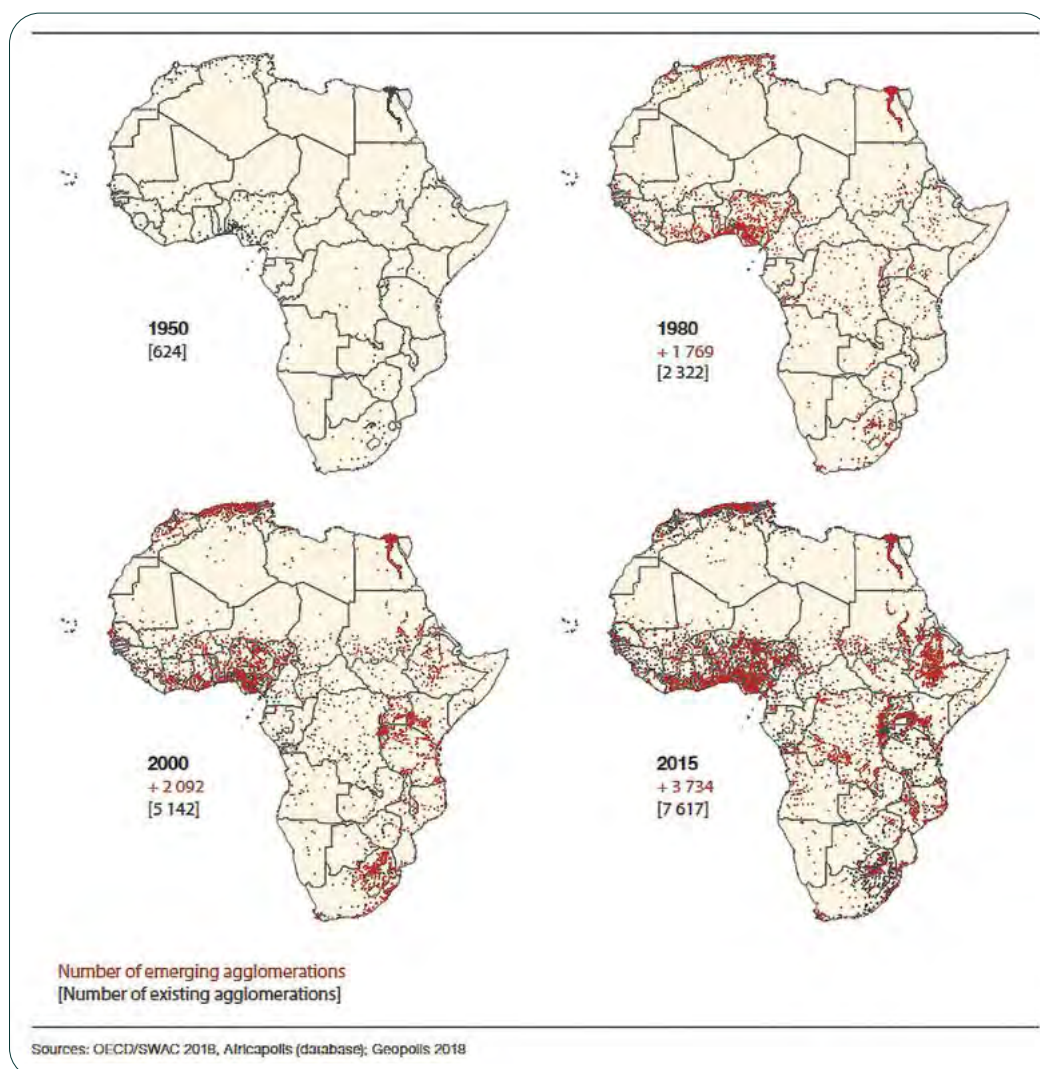 1950
[624]
1980
+ 1 769
[2 322]
2000
+ 2 092
[5 142]
2015
+ 3 734
[7 617]
Number of emerging agglomerations
[Number of existing agglomerations]
Sources: OECD/SWAC 2018, Africapolis (database); Geopolis 2018